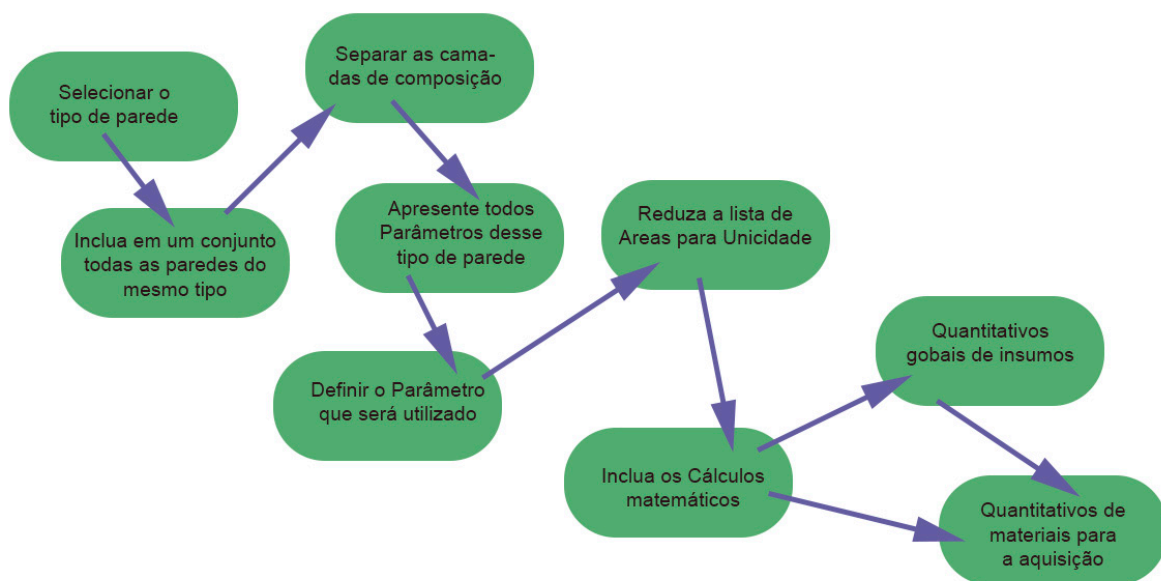 Selecionar o
tipo de parede
Inclua em um conjunto
todas as paredes do
mesmo tipo
Separar as cama-
das de composição
Apresente todos
Parâmetros desse
tipo de parede
Definir o Parâmetro
que será utilizado
Reduza a lista de
Areas para Unicidade
Inclua os Cálculos
matemáticos
Quantitativos
gobais de insumos
Quantitativos de
materiais para
a aquisição